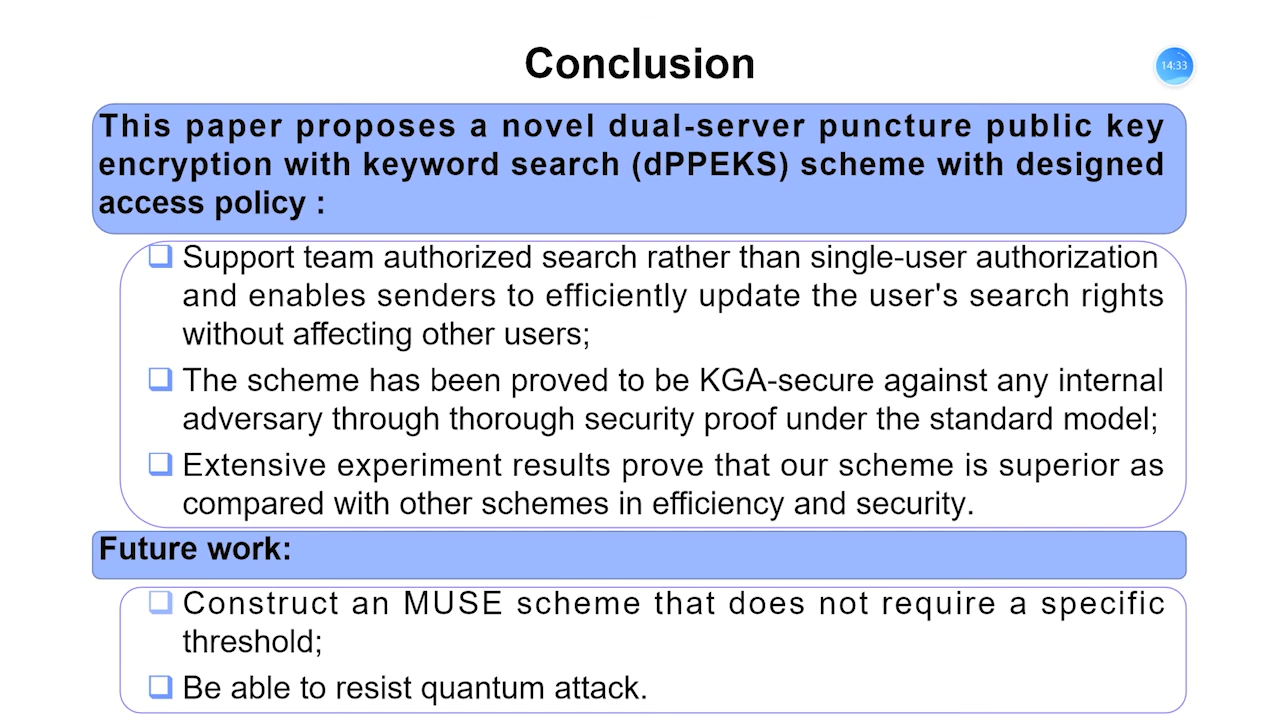 Conclusion
14:33
This paper proposes a novel dual-server puncture public key
encryption with keyword search (dPPEKS) scheme with designed
access policy :
Support team authorized search rather than single-user authorization
and enables senders to efficiently update the user's search rights
without affecting other users;
The scheme has been proved to be KGA-secure against any internal
adversary through thorough security proof under the standard model;
Extensive experiment results prove that our scheme is superior as
compared with other schemes in efficiency and security.
Future work:
Construct an MUSE scheme that does not require a specific
threshold;
Be able to resist quantum attack.